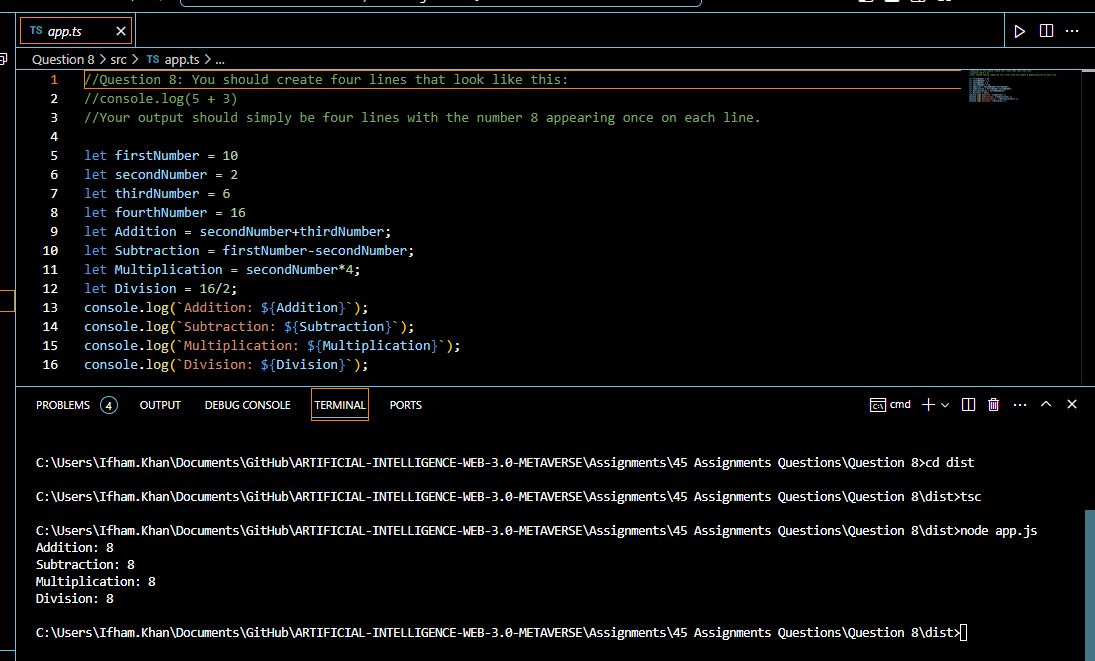 TS app.ts
Question 8 > src > TS app.ts > ...
1 //Question 8: You should create four lines that look like this:
2 //console.log(5 + 3)
3 //Your output should simply be four lines with the number 8 appearing once on each line.
4
5 let firstNumber = 10
6 let secondNumber = 2
7 let thirdNumber = 6
8 let fourthNumber = 16
9 let Addition = secondNumber+thirdNumber;
10 let Subtraction = firstNumber-secondNumber;
11 let Multiplication = secondNumber*4;
12 let Division = 16/2;
13 console.log(`Addition: ${Addition}`);
14 console.log(`Subtraction: ${Subtraction}`);
15 console.log(`Multiplication: ${Multiplication}`);
16 console.log(`Division: ${Division}`);
PROBLEMS 4 OUTPUT DEBUG CONSOLE TERMINAL PORTS cmd
C:\Users\Ifham.Khan\Documents\GitHub\ARTIFICIAL-INTELLIGENCE-WEB-3.0-METAVERSE\Assignments\45 Assignments Questions\Question 8>cd dist
C:\Users\Ifham.Khan\Documents\GitHub\ARTIFICIAL-INTELLIGENCE-WEB-3.0-METAVERSE\Assignments\45 Assignments Questions\Question 8\dist>tsc
C:\Users\Ifham.Khan\Documents\GitHub\ARTIFICIAL-INTELLIGENCE-WEB-3.0-METAVERSE\Assignments\45 Assignments Questions\Question 8\dist>node app.js
Addition: 8
Subtraction: 8
Multiplication: 8
Division: 8
C:\Users\Ifham.Khan\Documents\GitHub\ARTIFICIAL-INTELLIGENCE-WEB-3.0-METAVERSE\Assignments\45 Assignments Questions\Question 8\dist>